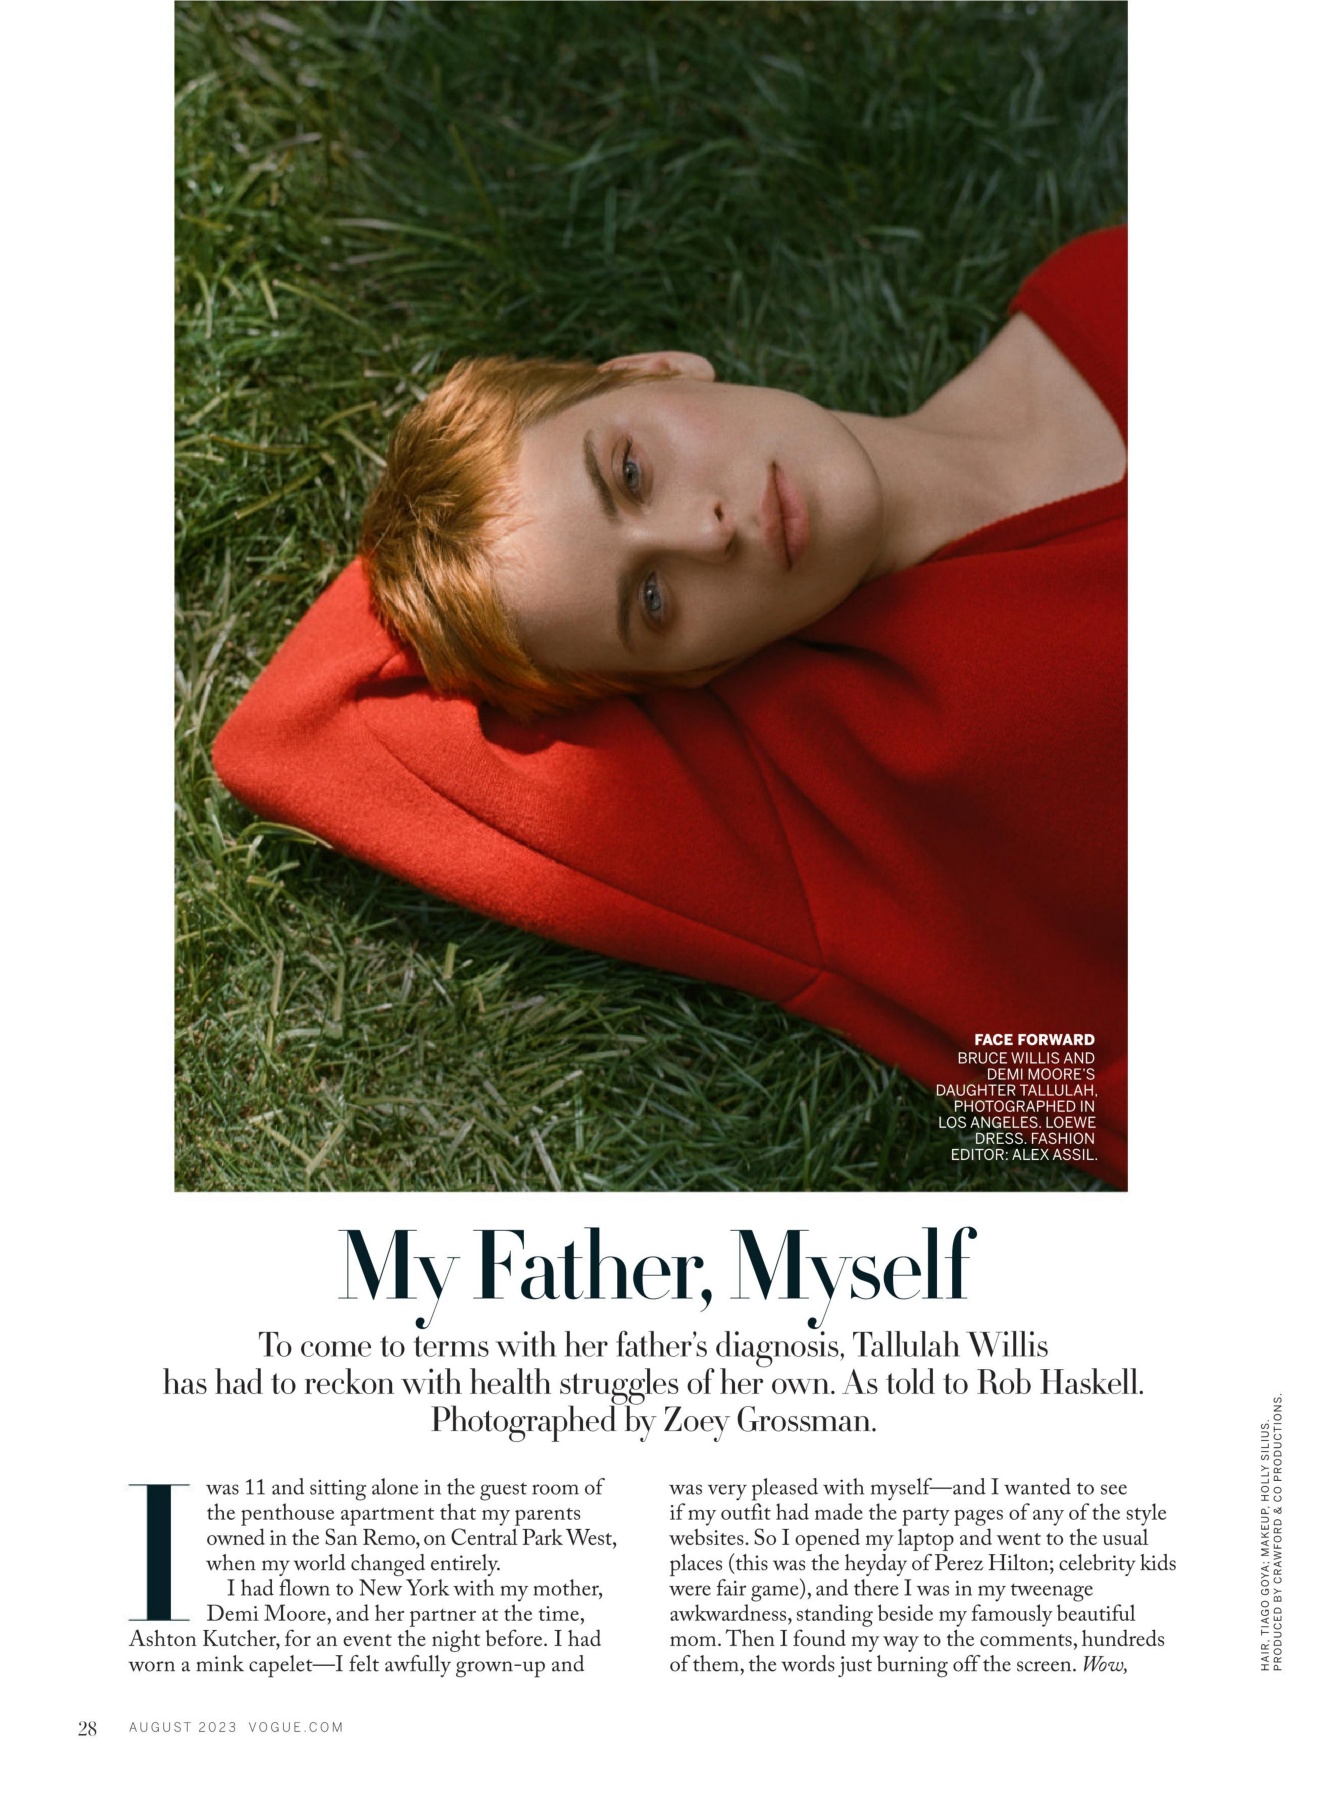 FACE FORWARD
BRUCE WILLIS AND
DEMI MOORE'S
DAUGHTER TALLULAH,
PHOTOGRAPHED IN
LOS ANGELES. LOEWE
DRESS. FASHION
EDITOR: ALEX ASSIL.
My Father, Myself
To come to terms with her father's diagnosis, Tallulah Willis
has had to reckon with health struggles of her own. As told to Rob Haskell.
Photographed by Zoey Grossman.
I was 11 and sitting alone in the guest room of
the penthouse apartment that my parents
owned in the San Remo, on Central Park West,
when my world changed entirely.
I had flown to New York with my mother,
Demi Moore, and her partner at the time,
Ashton Kutcher, for an event the night before. I had
worn a mink capelet—I felt awfully grown-up and
was very pleased with myself—and I wanted to see
if my outfit had made the party pages of any of the style
websites. So I opened my laptop and went to the usual
places (this was the heyday of Perez Hilton; celebrity kids
were fair game), and there I was in my tweenage
awkwardness, standing beside my famously beautiful
mom. Then I found my way to the comments, hundreds
of them, the words just burning off the screen. Wow,
HAIR, TIAGO GOYA; MAKEUP, HOLLY SILIUS.
PRODUCED BY CRAWFORD & CO PRODUCTIONS.
28 AUGUST 2023 VOGUE.COM